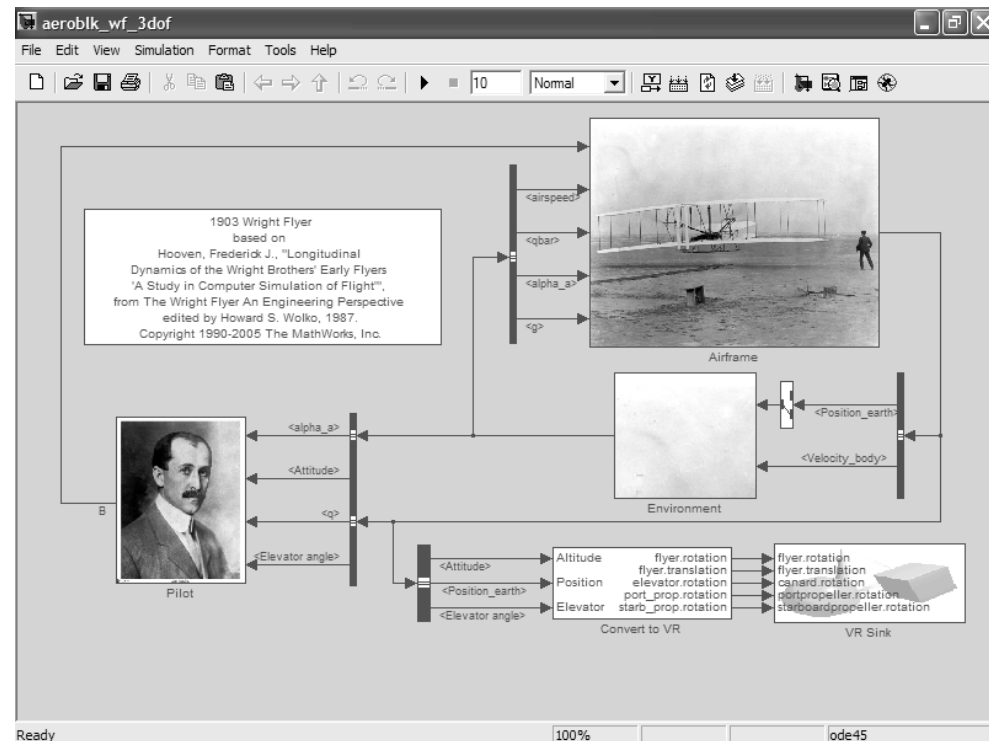 aeroblk_wf_3dof
File Edit View Simulation Format Tools Help
10 Normal
1903 Wright Flyer
based on
Hooven, Frederick J., "Longitudinal
Dynamics of the Wright Brothers' Early Flyers
'A Study in Computer Simulation of Flight'",
from The Wright Flyer An Engineering Perspective
edited by Howard S. Wolko, 1987.
Copyright 1990-2005 The MathWorks, Inc.
<airspeed>
<qbar>
<alpha_a>
<g>
Airframe
<Position_earth>
<Velocity_body>
Environment
<alpha_a>
<Attitude>
<q>
<Elevator angle>
B
Pilot
<Attitude>
<Position_earth>
<Elevator angle>
Altitude flyer.rotation
flyer.translation
Position elevator.rotation
port_prop.rotation
Elevator starb_prop.rotation
Convert to VR
flyer.rotation
flyer.translation
canard.rotation
portpropeller.rotation
starboardpropeller.rotation
VR Sink
Ready 100% ode45